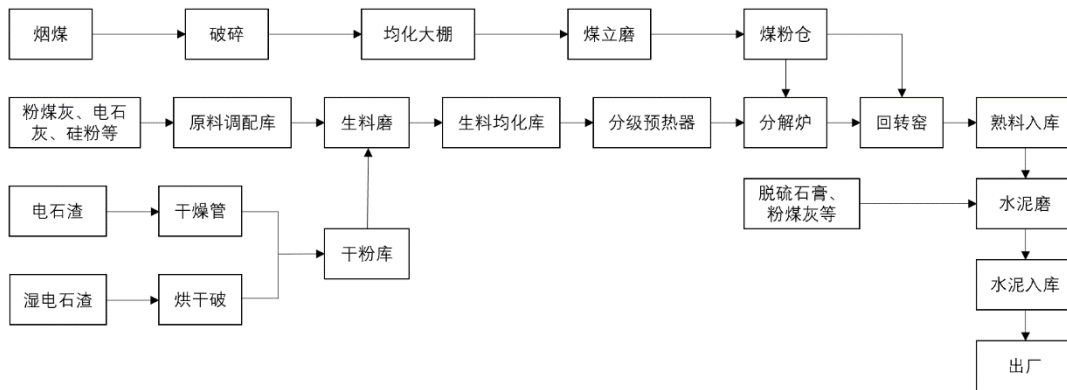 烟煤
破碎
均化大棚
煤立磨
煤粉仓
粉煤灰、电石
灰、硅粉等
原料调配库
生料磨
生料均化库
分级预热器
分解炉
回转窑
熟料入库
电石渣
干燥管
脱硫石膏、
粉煤灰等
水泥磨
干粉库
湿电石渣
烘干破
水泥入库
出厂